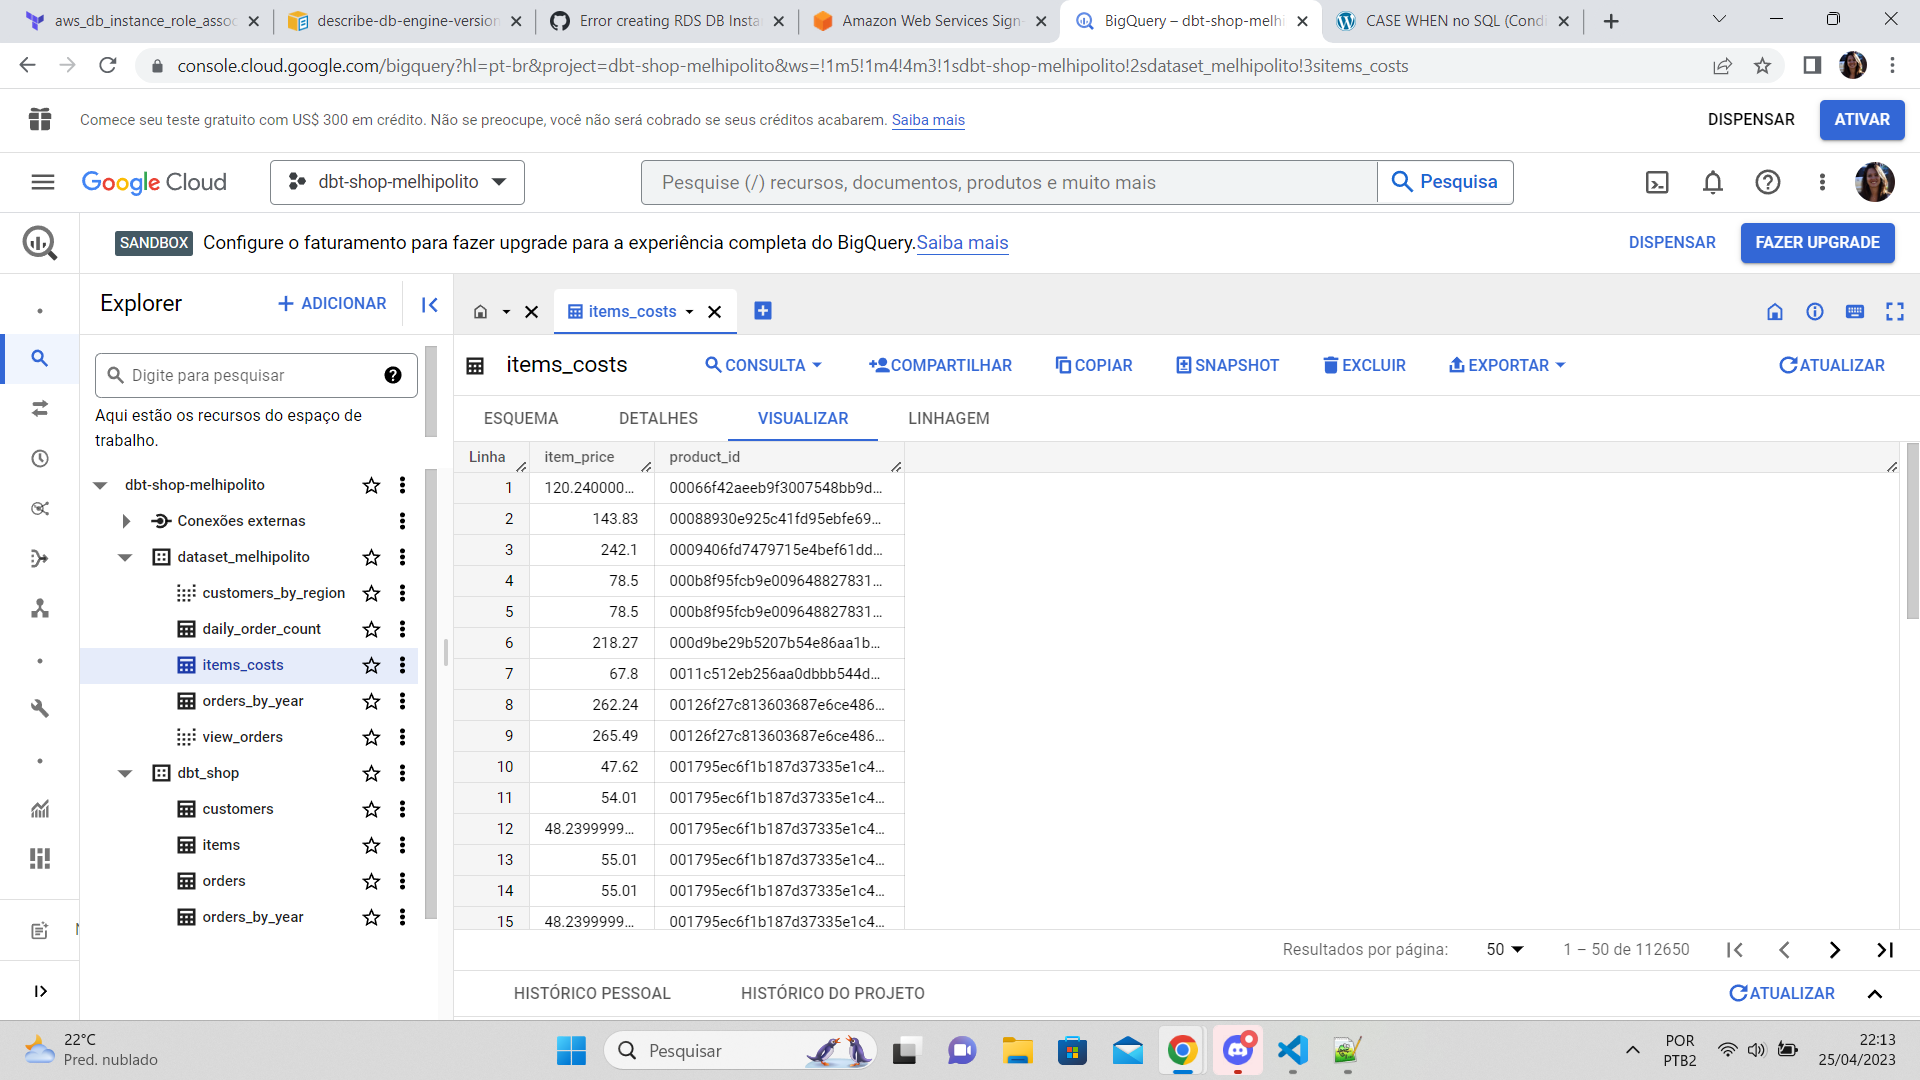 aws_db_instance_role_assoc
describe-db-engine-version
Error creating RDS DB Insta
Amazon Web Services Sign-
BigQuery – dbt-shop-melhi
CASE WHEN no SQL (Condi
console.cloud.google.com/bigquery?hl=pt-br&project=dbt-shop-melhipolito&ws=!1m5!1m4!4m3!1sdbt-shop-melhipolito!2sdataset_melhipolito!3sitems_costs
Comece seu teste gratuito com US$ 300 em crédito. Não se preocupe, você não será cobrado se seus créditos acabarem. Saiba mais
DISPENSAR
ATIVAR
Google Cloud
dbt-shop-melhipolito
Pesquise (/) recursos, documentos, produtos e muito mais
Pesquisa
SANDBOX
Configure o faturamento para fazer upgrade para a experiência completa do BigQuery. Saiba mais
DISPENSAR
FAZER UPGRADE
Explorer
ADICIONAR
items_costs
Digite para pesquisar
Aqui estão os recursos do espaço de
trabalho.
dbt-shop-melhipolito
Conexões externas
dataset_melhipolito
customers_by_region
daily_order_count
items_costs
orders_by_year
view_orders
dbt_shop
customers
items
orders
orders_by_year
items_costs
CONSULTA
COMPARTILHAR
COPIAR
SNAPSHOT
EXCLUIR
EXPORTAR
ATUALIZAR
ESQUEMA
DETALHES
VISUALIZAR
LINHAGEM
Linha item_price product_id
1 120.240000... 00066f42aeeb9f3007548bb9d...
2 143.83 00088930e925c41fd95ebfe69...
3 242.1 0009406fd7479715e4bef61dd...
4 78.5 000b8f95fcb9e0096488278317...
5 78.5 000b8f95fcb9e0096488278317...
6 218.27 000d9be29b5207b54e86aa1b...
7 67.8 0011c512eb256aa0dbbb544d...
8 262.24 00126f27c813603687e6ce486...
9 265.49 00126f27c813603687e6ce486...
10 47.62 001795ec6f1b187d37335e1c4...
11 54.01 001795ec6f1b187d37335e1c4...
12 48.2399999... 001795ec6f1b187d37335e1c4...
13 55.01 001795ec6f1b187d37335e1c4...
14 55.01 001795ec6f1b187d37335e1c4...
15 48.2399999... 001795ec6f1b187d37335e1c4...
Resultados por página: 50 1 – 50 de 112650
HISTÓRICO PESSOAL
HISTÓRICO DO PROJETO
ATUALIZAR
22°C
Pred. nublado
Pesquisar
POR
PTB2
22:13
25/04/2023